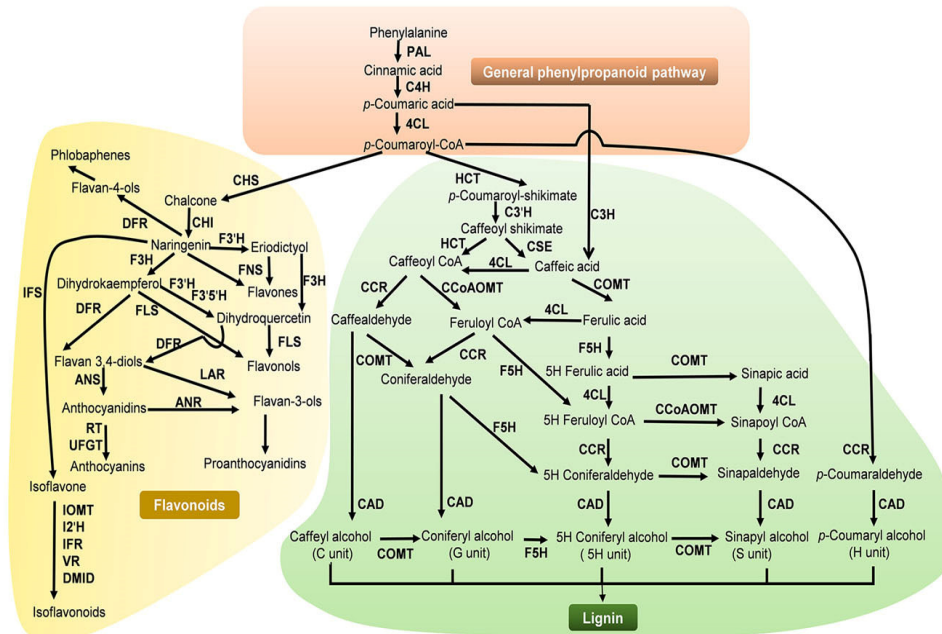 Phenylalanine
PAL
Cinnamic acid
General phenylpropanoid pathway
C4H
p-Coumaric acid
4CL
p-Coumaroyl-CoA
Phlobaphenes
Flavan-4-ols
CHS
Chalcone
DFR
CHI
Naringenin
F3'H
Eriodictyol
F3H
FNS
F3H
Flavones
IFS
Dihydrokaempferol
F3'H
F3'5'H
DFR
FLS
Dihydroquercetin
DFR
FLS
Flavan 3,4-diols
Flavonols
ANS
LAR
Anthocyanidins
ANR
Flavan-3-ols
RT
UFGT
Anthocyanins
Proanthocyanidins
Isoflavone
Flavonoids
IOMT
I2'H
IFR
VR
DMID
Isoflavonoids
HCT
p-Coumaroyl-shikimate
C3'H
C3H
Caffeoyl shikimate
HCT
CSE
Caffeoyl CoA
4CL
Caffeic acid
CCR
CCoAOMT
COMT
Caffealdehyde
Feruloyl CoA
4CL
Ferulic acid
COMT
CCR
F5H
F5H
Coniferaldehyde
5H Ferulic acid
COMT
Sinapic acid
4CL
4CL
5H Feruloyl CoA
CCoAOMT
Sinapoyl CoA
F5H
CCR
CCR
CCR
5H Coniferaldehyde
COMT
Sinapaldehyde
p-Coumaraldehyde
CAD
CAD
CAD
CAD
CAD
Caffeyl alcohol
(C unit)
COMT
Coniferyl alcohol
(G unit)
F5H
5H Coniferyl alcohol
( 5H unit)
COMT
Sinapyl alcohol
(S unit)
p-Coumaryl alcohol
(H unit)
Lignin